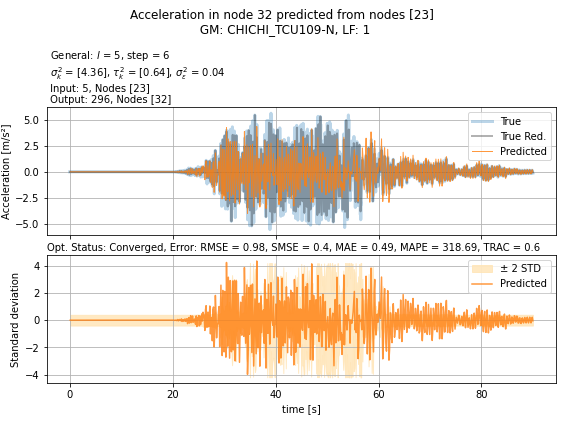 Acceleration in node 32 predicted from nodes [23]
GM: CHICHI_TCU109-N, LF: 1
General: l = 5, step = 6
σ²ₖ = [4.36], τ²ₖ = [0.64], σ²ε = 0.04
Input: 5, Nodes [23]
Output: 296, Nodes [32]
Acceleration [m/s²]
5.0
2.5
0.0
−2.5
−5.0
True
True Red.
Predicted
Opt. Status: Converged, Error: RMSE = 0.98, SMSE = 0.4, MAE = 0.49, MAPE = 318.69, TRAC = 0.6
Standard deviation
4
2
0
−2
−4
± 2 STD
Predicted
0 20 40 60 80
time [s]